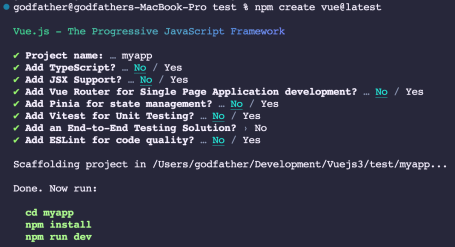 godfather@godfathers-MacBook-Pro test % npm create vue@latest
Vue.js - The Progressive JavaScript Framework
✔ Project name: … myapp
✔ Add TypeScript? … No / Yes
✔ Add JSX Support? … No / Yes
✔ Add Vue Router for Single Page Application development? … No / Yes
✔ Add Pinia for state management? … No / Yes
✔ Add Vitest for Unit Testing? … No / Yes
✔ Add an End-to-End Testing Solution? › No
✔ Add ESLint for code quality? … No / Yes
Scaffolding project in /Users/godfather/Development/Vuejs3/test/myapp...
Done. Now run:
cd myapp
npm install
npm run dev